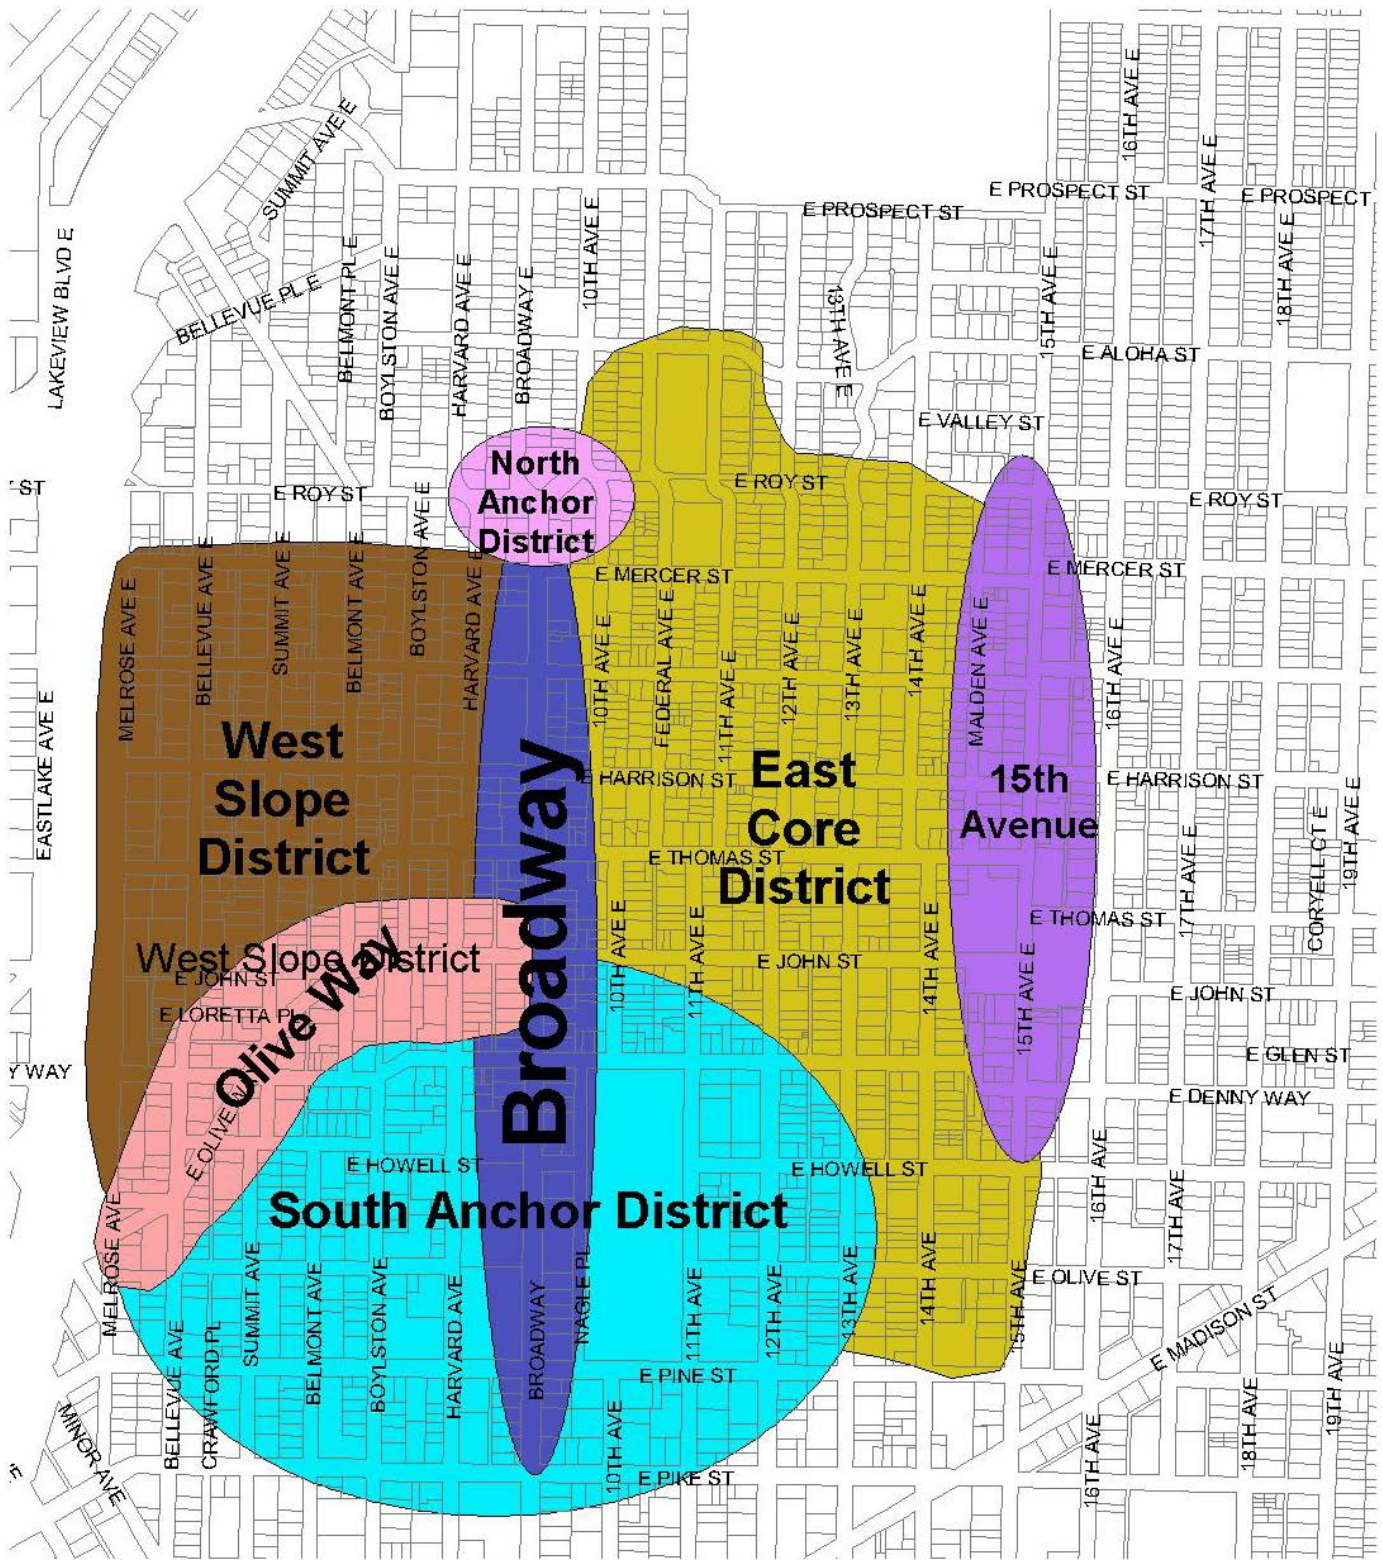 16TH AVE E
SUMMIT AVE E
17TH AVE E
E PROSPECT ST
E PROSPECT
E PROSPECT ST
18TH AVE E
10TH AVE E
LAKEVIEW BLVD E
BELMONT PL E
BOYLSTON AVE E
HARVARD AVE E
BROADWAY E
15TH AVE E
BELLEVUE PL E
13TH AVE E
E ALOHA ST
E VALLEY ST
North
Anchor
District
ST
E ROY ST
E ROY ST
E ROY ST
BOYLSTON AVE E
MELROSE AVE E
BELLEVUE AVE E
SUMMIT AVE E
BELMONT AVE E
HARVARD AVE E
E MERCER ST
E MERCER ST
10TH AVE E
FEDERAL AVE E
11TH AVE E
12TH AVE E
13TH AVE E
14TH AVE E
MALDEN AVE E
16TH AVE E
EASTLAKE AVE E
West
Slope
District
Broadway
E HARRISON ST
East
Core
District
15th
Avenue
E HARRISON ST
17TH AVE E
CORYELL CT E
19TH AVE E
E THOMAS ST
E THOMAS ST
West Slope District
E JOHN ST
E LORETTA PL
Olive Way
E OLIVE W
10TH AVE E
11TH AVE E
E JOHN ST
14TH AVE E
15TH AVE E
E JOHN ST
E GLEN ST
Y WAY
E DENNY WAY
E HOWELL ST
E HOWELL ST
South Anchor District
16TH AVE
17TH AVE
MELROSE AVE
BELLEVUE AVE
CRAWFORD PL
SUMMIT AVE
BELMONT AVE
BOYLSTON AVE
HARVARD AVE
BROADWAY
NAGLE PL
11TH AVE
12TH AVE
13TH AVE
14TH AVE
15TH AVE
E OLIVE ST
E MADISON ST
E PINE ST
MINOR AVE
10TH AVE
E PIKE ST
16TH AVE
18TH AVE
19TH AVE